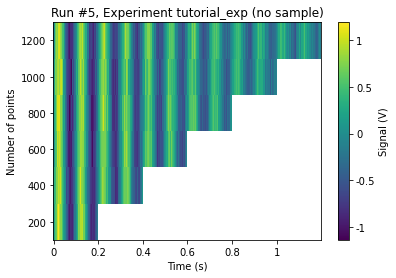 Run #5, Experiment tutorial_exp (no sample)
Number of points
1200
1000
800
600
400
200
0 0.2 0.4 0.6 0.8 1
Time (s)
1
0.5
0
-0.5
-1
Signal (V)